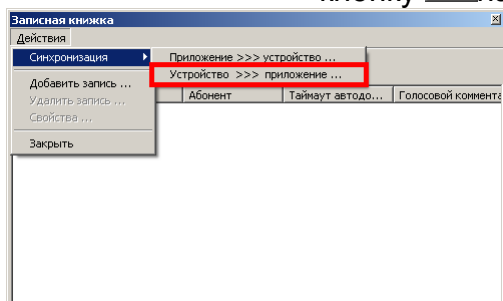 кнопку
Записная книжка
Действия
Синхронизация
Приложение >>> устройство ...
Устройство >>> приложение ...
Добавить запись ...
Удалить запись ...
Свойства ...
Закрыть
Абонент Таймаут автодо... Голосовой коммента